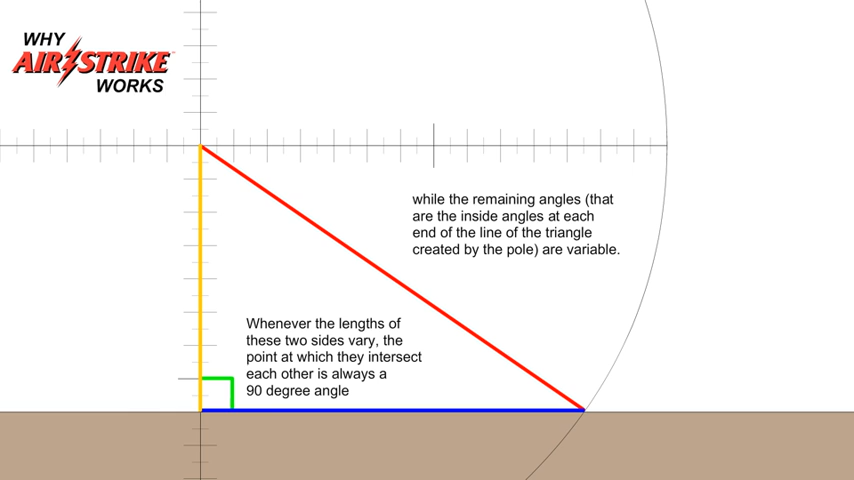 WHY
AIR STRIKE
WORKS
while the remaining angles (that
are the inside angles at each
end of the line of the triangle
created by the pole) are variable.
Whenever the lengths of
these two sides vary, the
point at which they intersect
each other is always a
90 degree angle